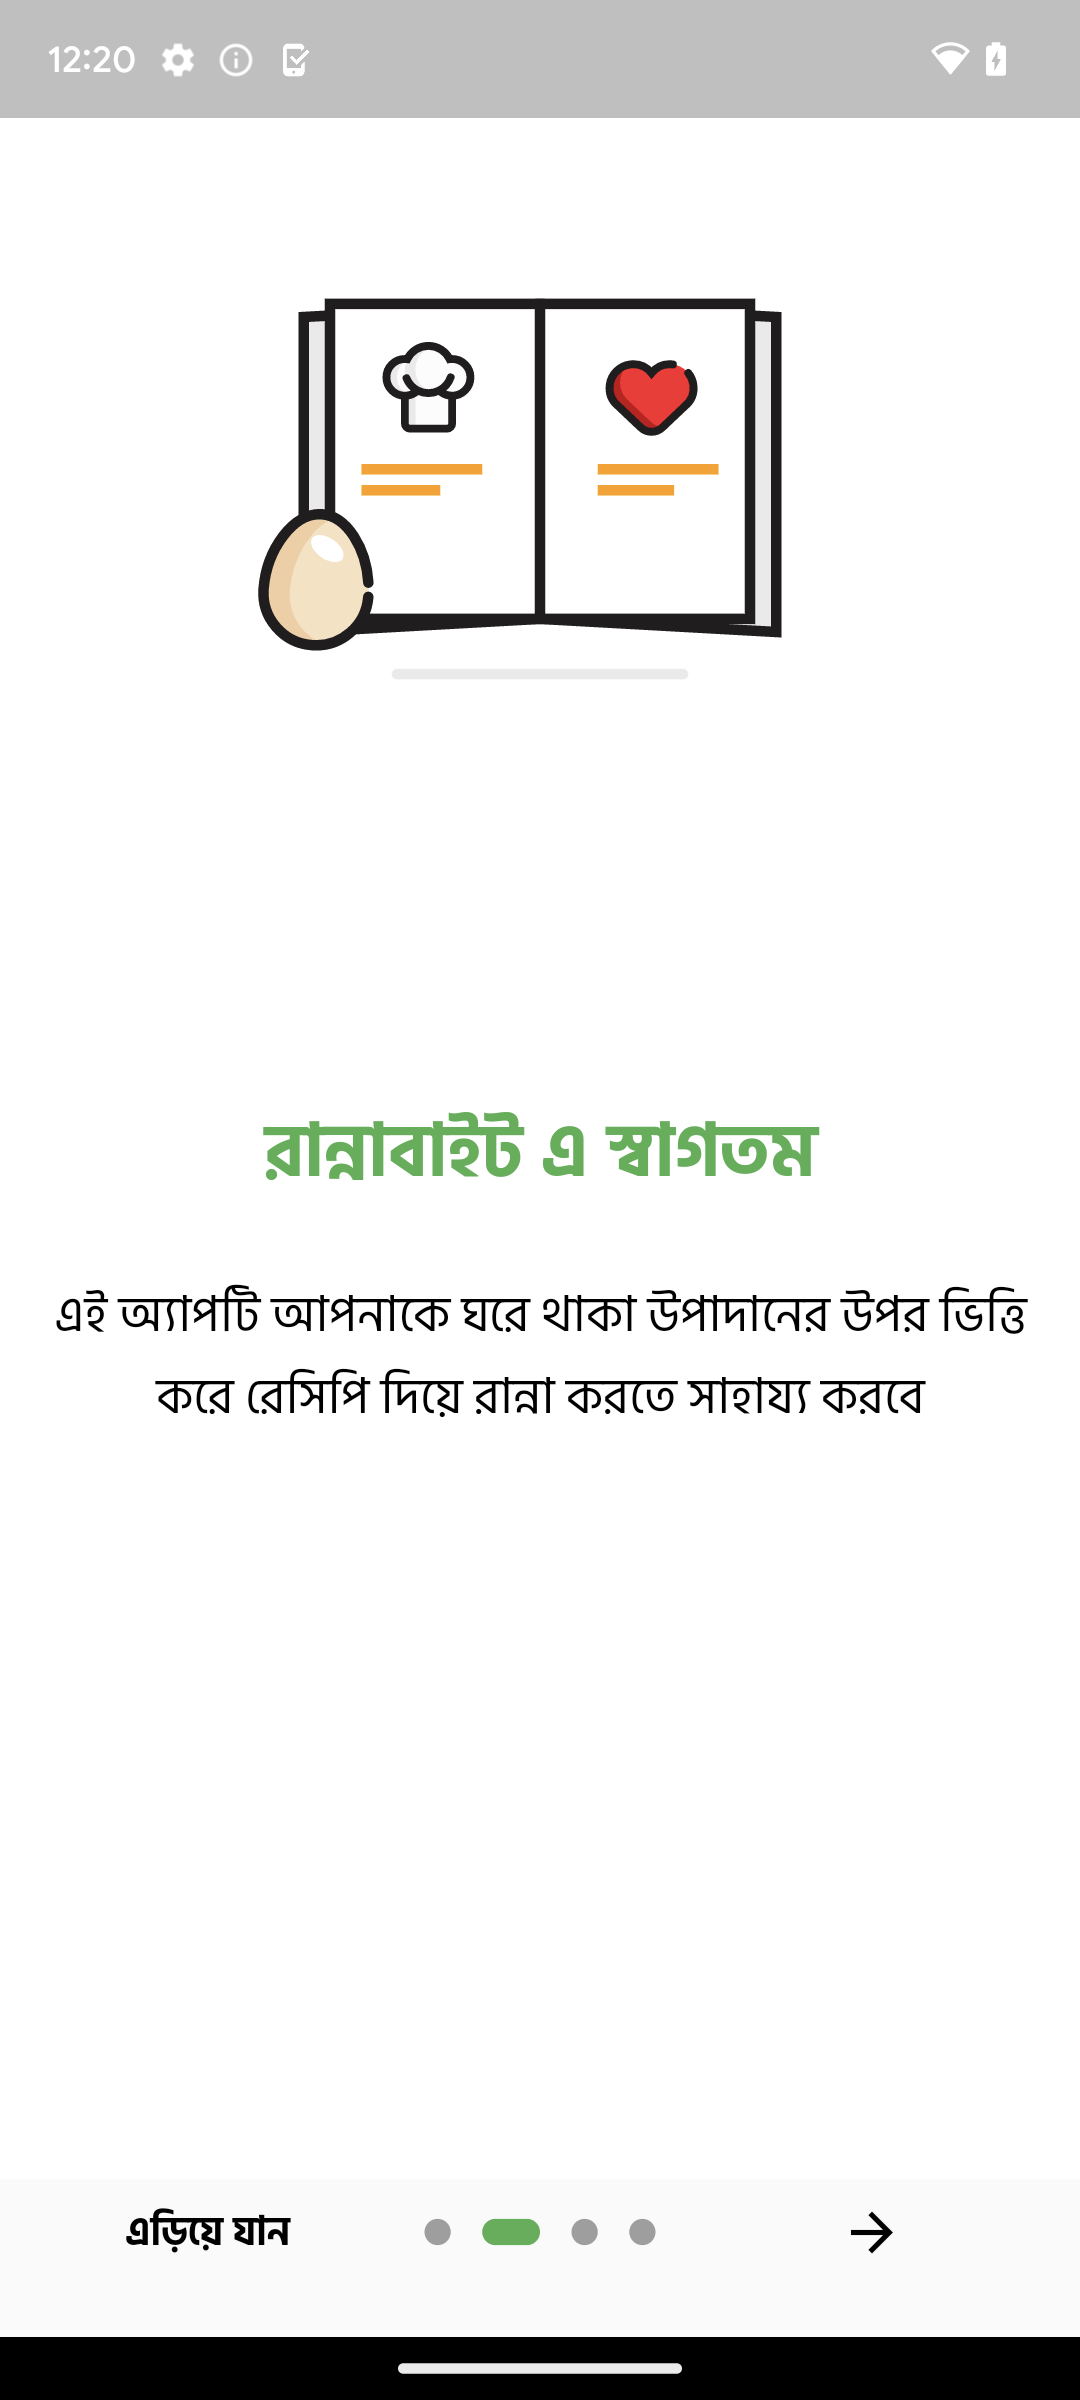 12:20
রান্নাবাইট এ স্বাগতম
এই অ্যাপটি আপনাকে ঘরে থাকা উপাদানের উপর ভিত্তি
করে রেসিপি দিয়ে রান্না করতে সাহায্য করবে
এড়িয়ে যান